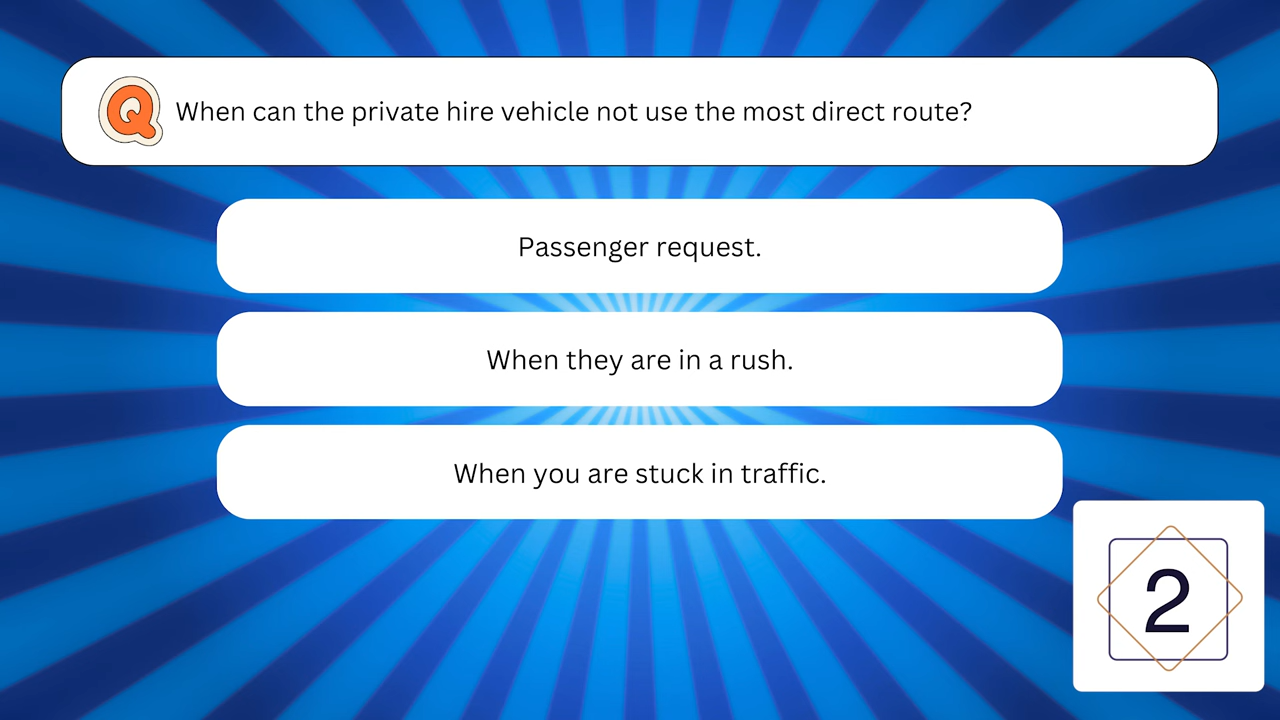 Q When can the private hire vehicle not use the most direct route?
Passenger request.
When they are in a rush.
When you are stuck in traffic.
2